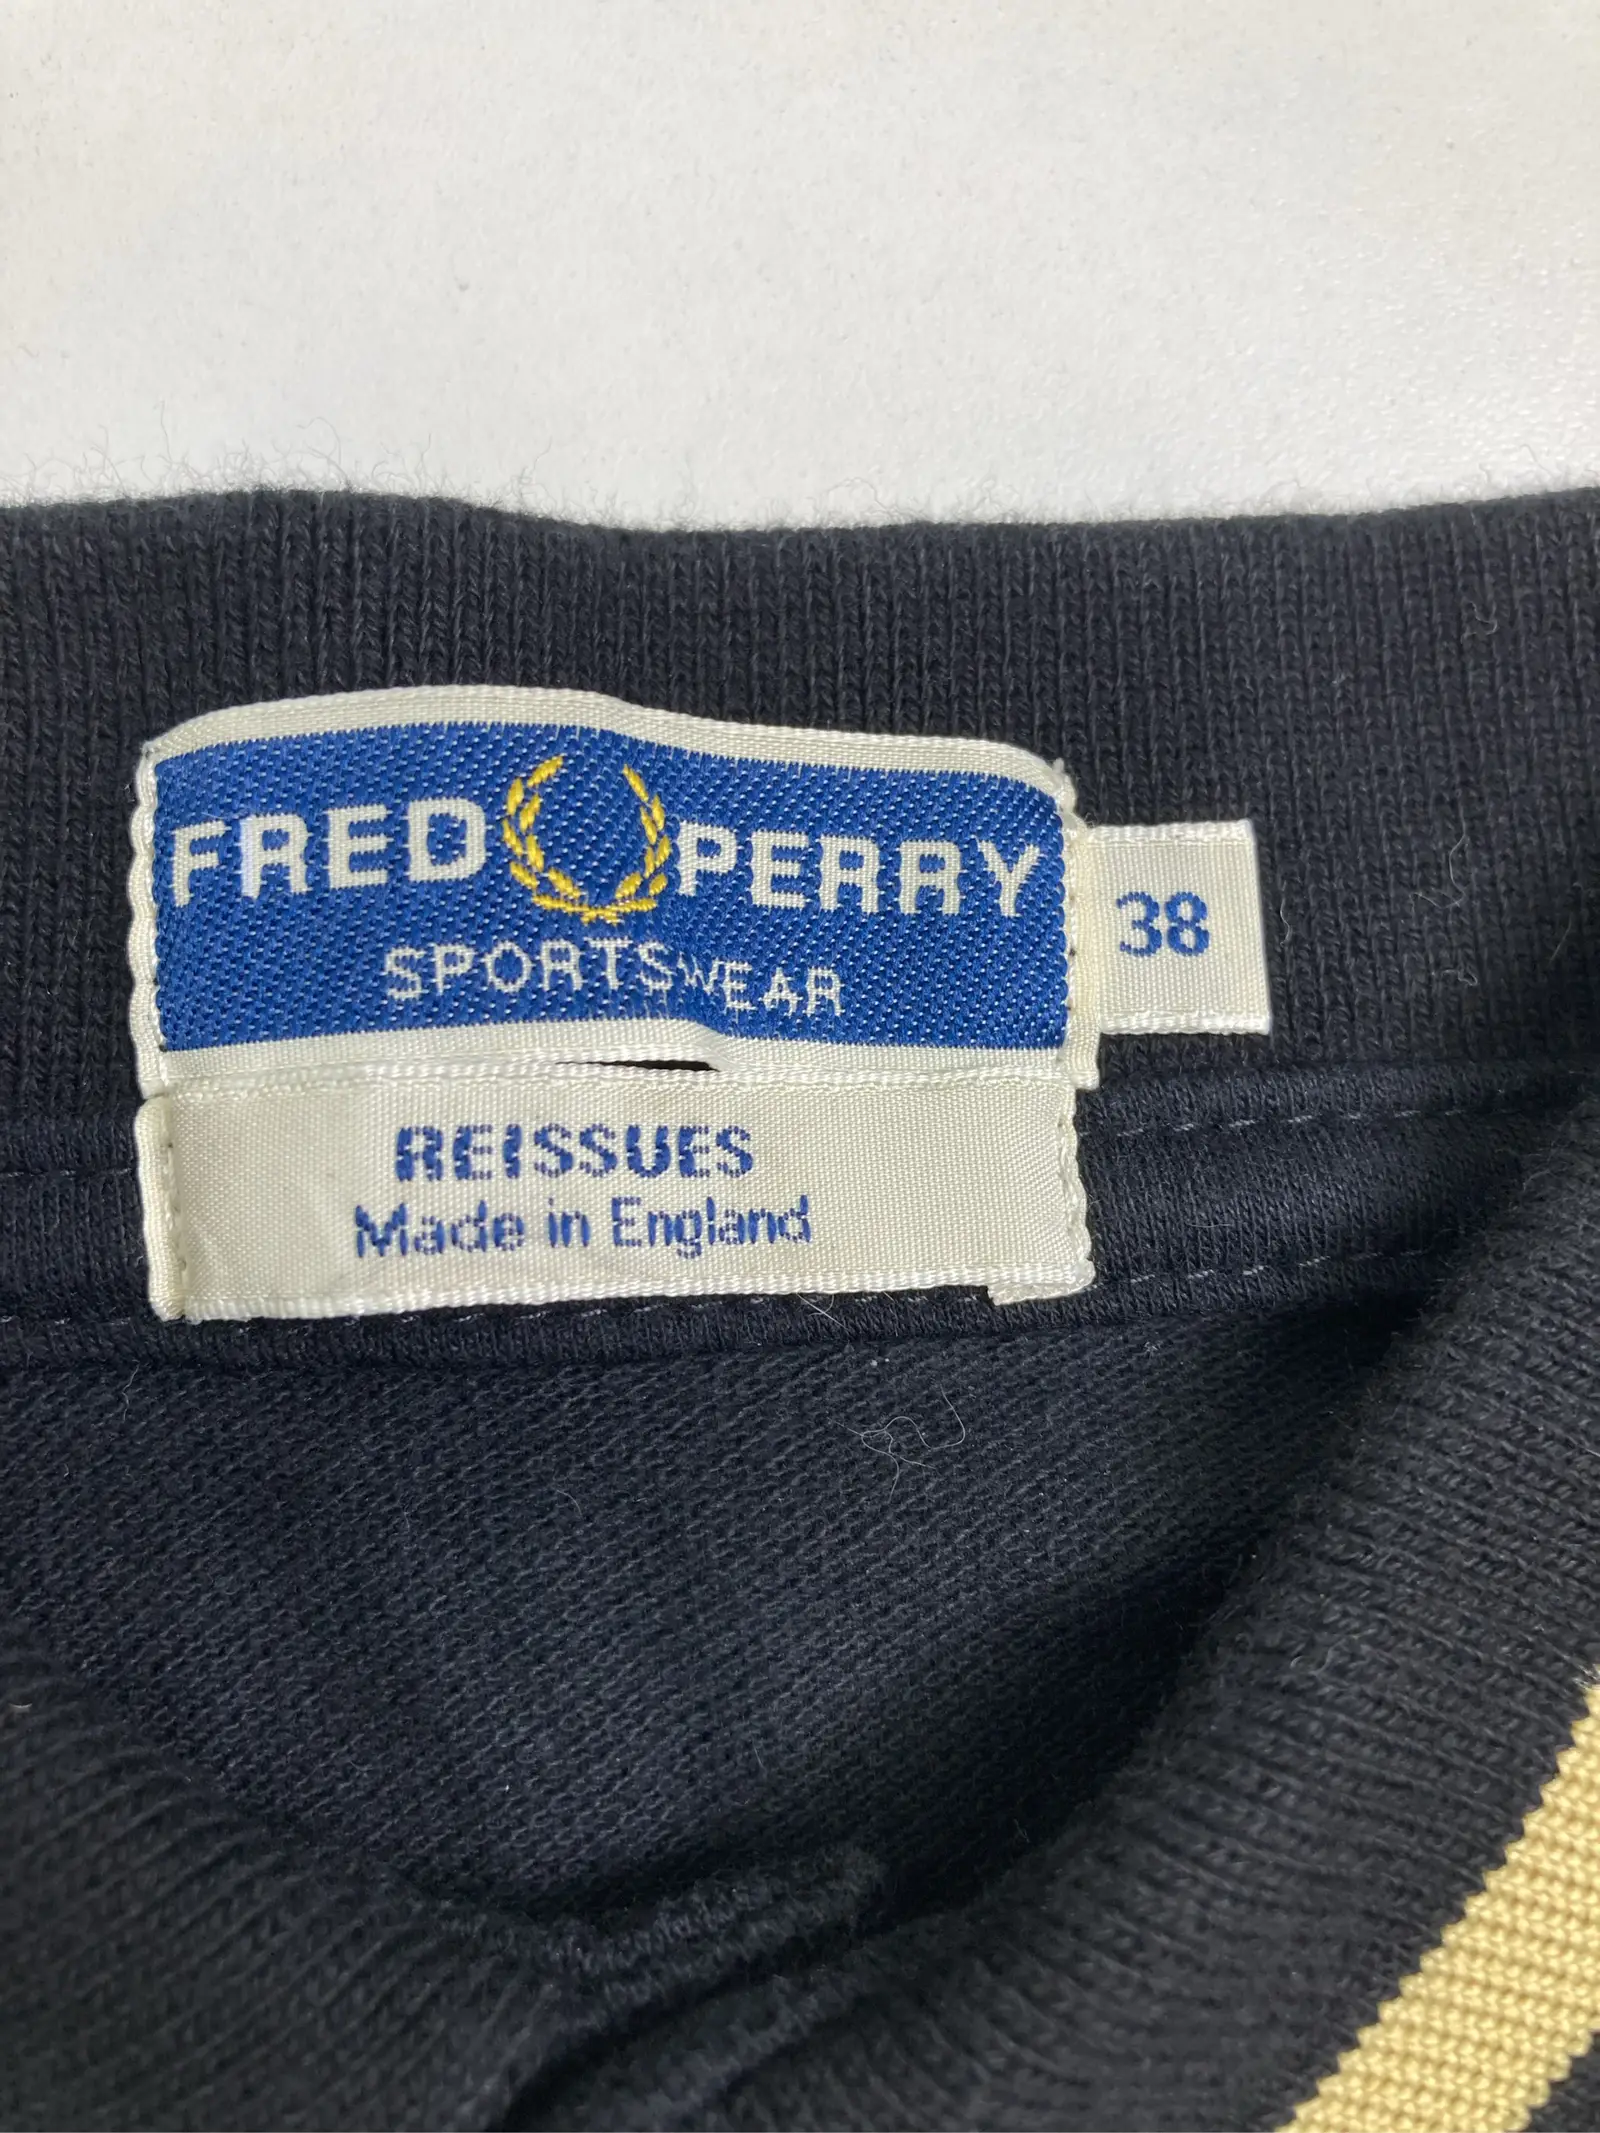 FRED PERRY
SPORTSWEAR
38
REISSUES
Made in England